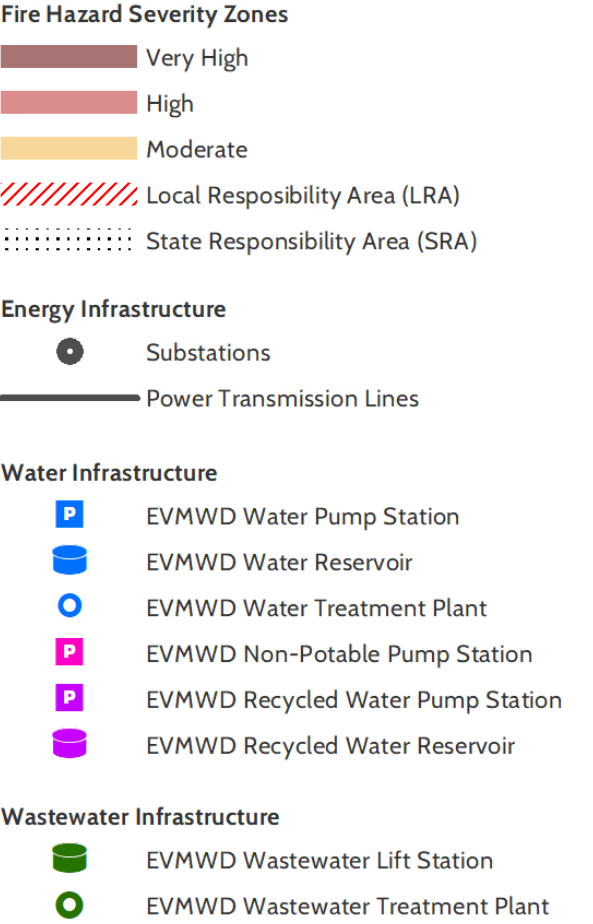 Fire Hazard Severity Zones
Very High
High
Moderate
Local Resposibility Area (LRA)
State Responsibility Area (SRA)
Energy Infrastructure
Substations
Power Transmission Lines
Water Infrastructure
P EVMWD Water Pump Station
EVMWD Water Reservoir
EVMWD Water Treatment Plant
P EVMWD Non-Potable Pump Station
P EVMWD Recycled Water Pump Station
EVMWD Recycled Water Reservoir
Wastewater Infrastructure
EVMWD Wastewater Lift Station
EVMWD Wastewater Treatment Plant